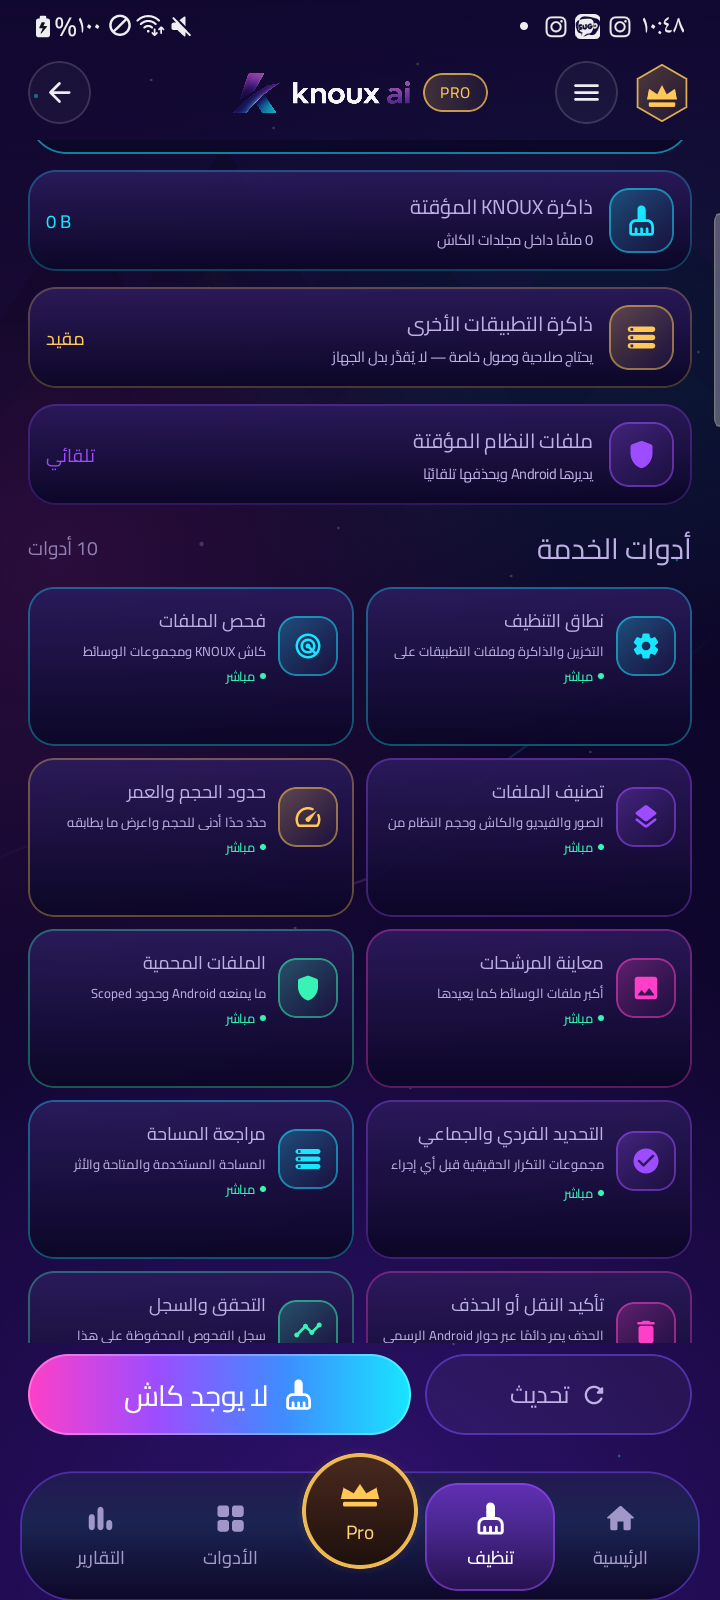 ١٠:٤٨
%١٠٠
knoux ai
PRO
ذاكرة KNOUX المؤقتة
0 ملفًا داخل مجلدات الكاش
0 B
ذاكرة التطبيقات الأخرى
يحتاج صلاحية وصول خاصة — لا يُقدَّر بدل الجهاز
مقيد
ملفات النظام المؤقتة
يديرها Android ويحذفها تلقائيًا
تلقائي
أدوات الخدمة
10 أدوات
نطاق التنظيف
التخزين والذاكرة وملفات التطبيقات على
مباشر
فحص الملفات
كاش KNOUX ومجموعات الوسائط
مباشر
تصنيف الملفات
الصور والفيديو والكاش وحجم النظام من
مباشر
حدود الحجم والعمر
حدّد حدًا أدنى للحجم واعرض ما يطابقه
مباشر
معاينة المرشحات
أكبر ملفات الوسائط كما يعيدها
مباشر
الملفات المحمية
ما يمنعه Android وحدود Scoped
مباشر
التحديد الفردي والجماعي
مجموعات التكرار الحقيقية قبل أي إجراء
مباشر
مراجعة المساحة
المساحة المستخدمة والمتاحة والأثر
مباشر
تأكيد النقل أو الحذف
الحذف يمر دائمًا عبر حوار Android الرسمي
التحقق والسجل
سجل الفحوص المحفوظة على هذا
تحديث
لا يوجد كاش
الرئيسية
تنظيف
Pro
الأدوات
التقارير